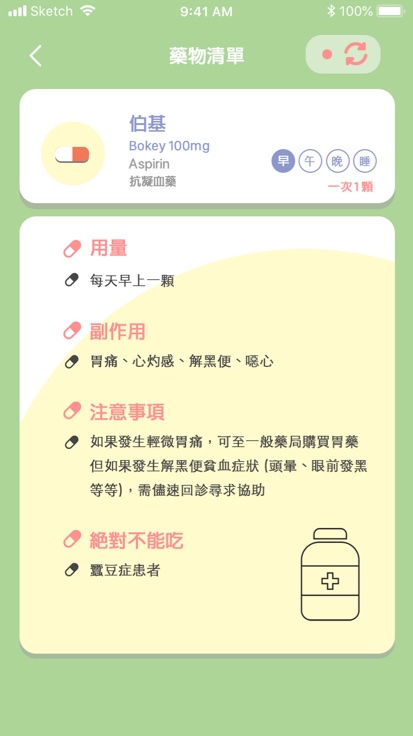 Sketch
9:41 AM
100%
藥物清單
伯基
Bokey 100mg
Aspirin
抗凝血藥
早 午 晚 睡
一次1顆
用量
每天早上一顆
副作用
胃痛、心灼感、解黑便、噁心
注意事項
如果發生輕微胃痛，可至一般藥局購買胃藥
但如果發生解黑便貧血症狀 (頭暈、眼前發黑
等等)，需儘速回診尋求協助
絕對不能吃
蠶豆症患者